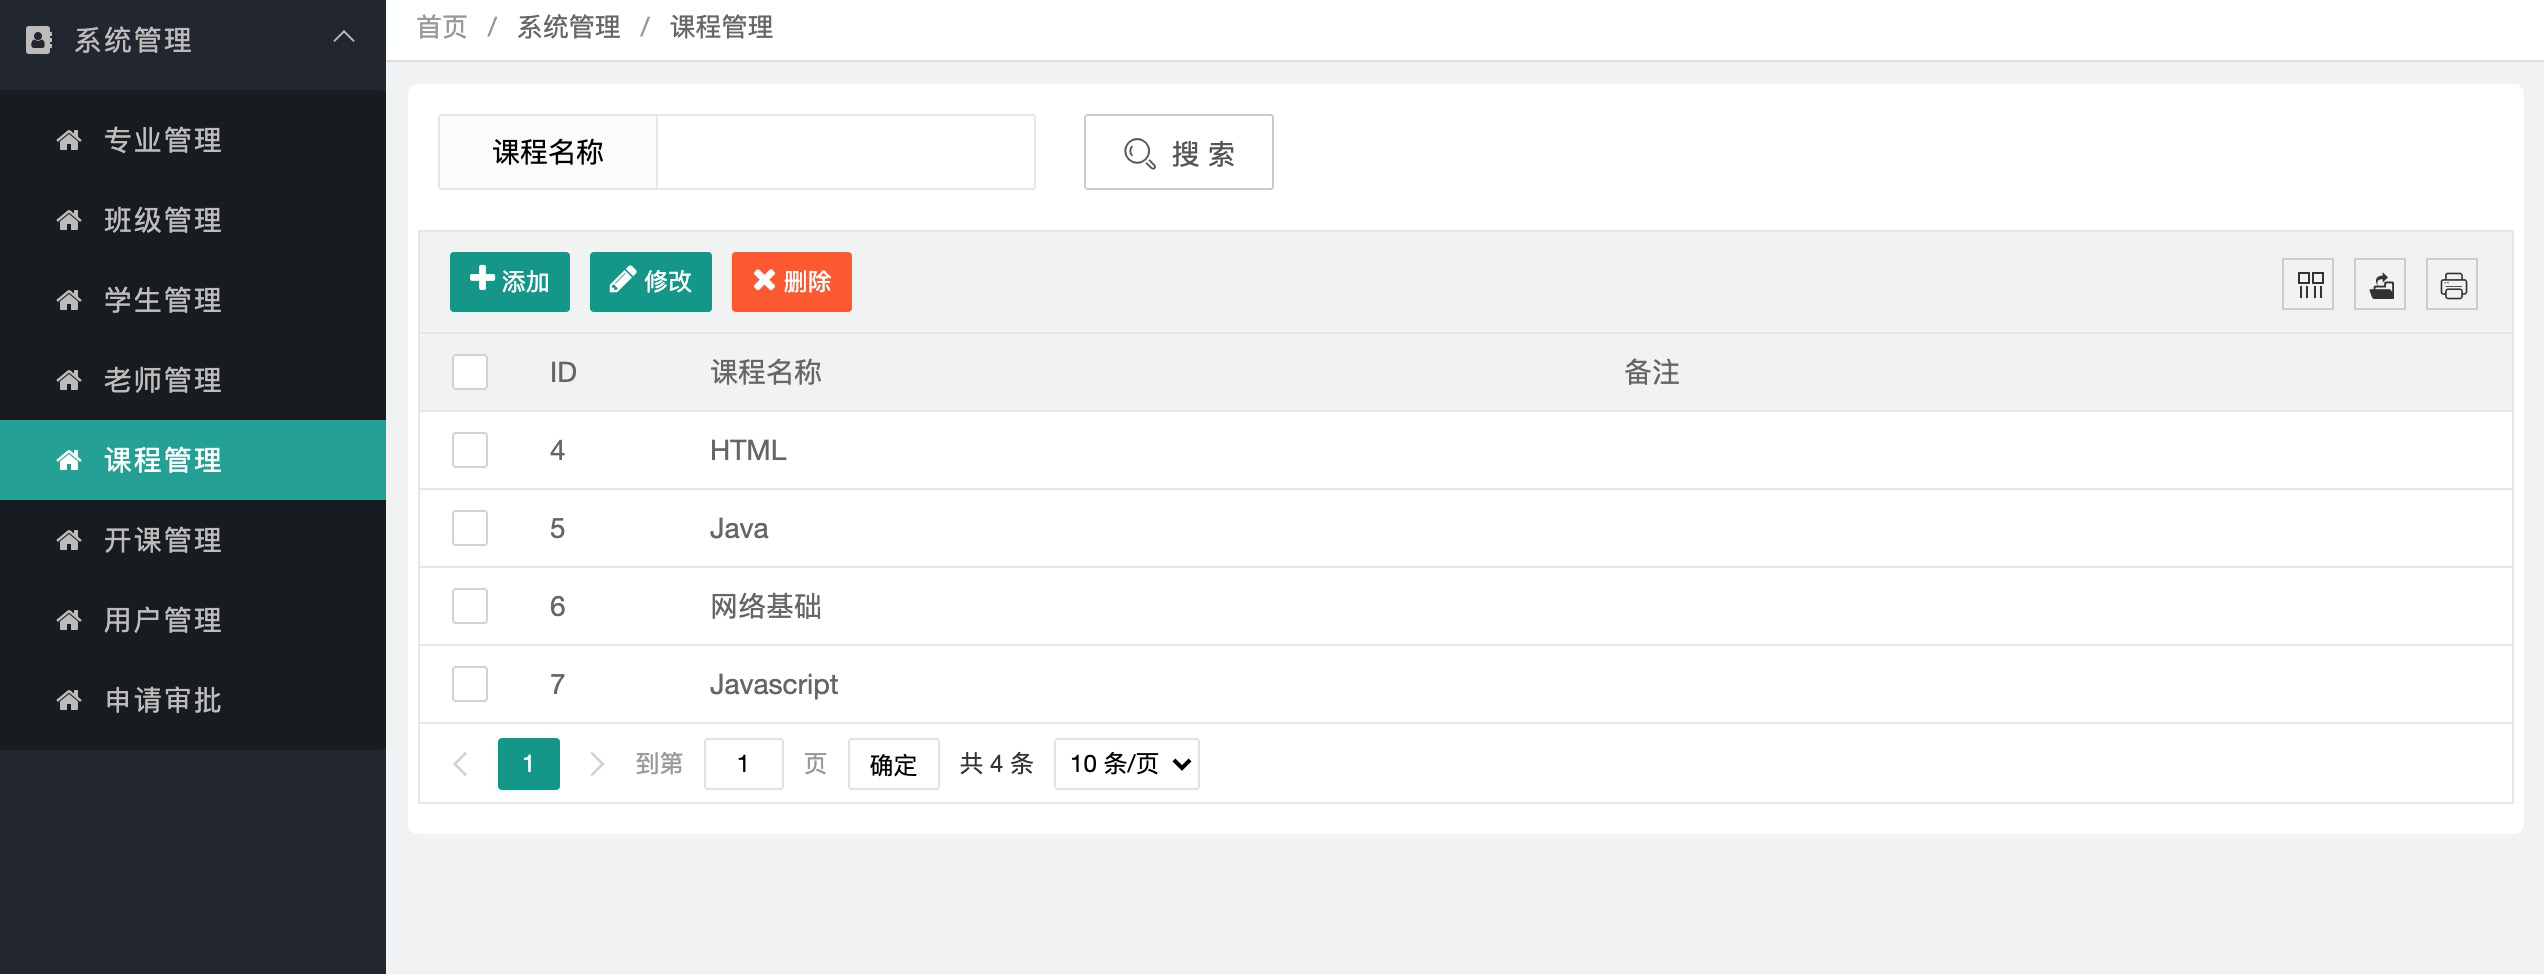 系统管理
专业管理
班级管理
学生管理
老师管理
课程管理
开课管理
用户管理
申请审批
首页 / 系统管理 / 课程管理
课程名称 搜 索
添加 修改 删除
ID 课程名称 备注
4 HTML
5 Java
6 网络基础
7 Javascript
1 到第 1 页 确定 共 4 条 10 条/页